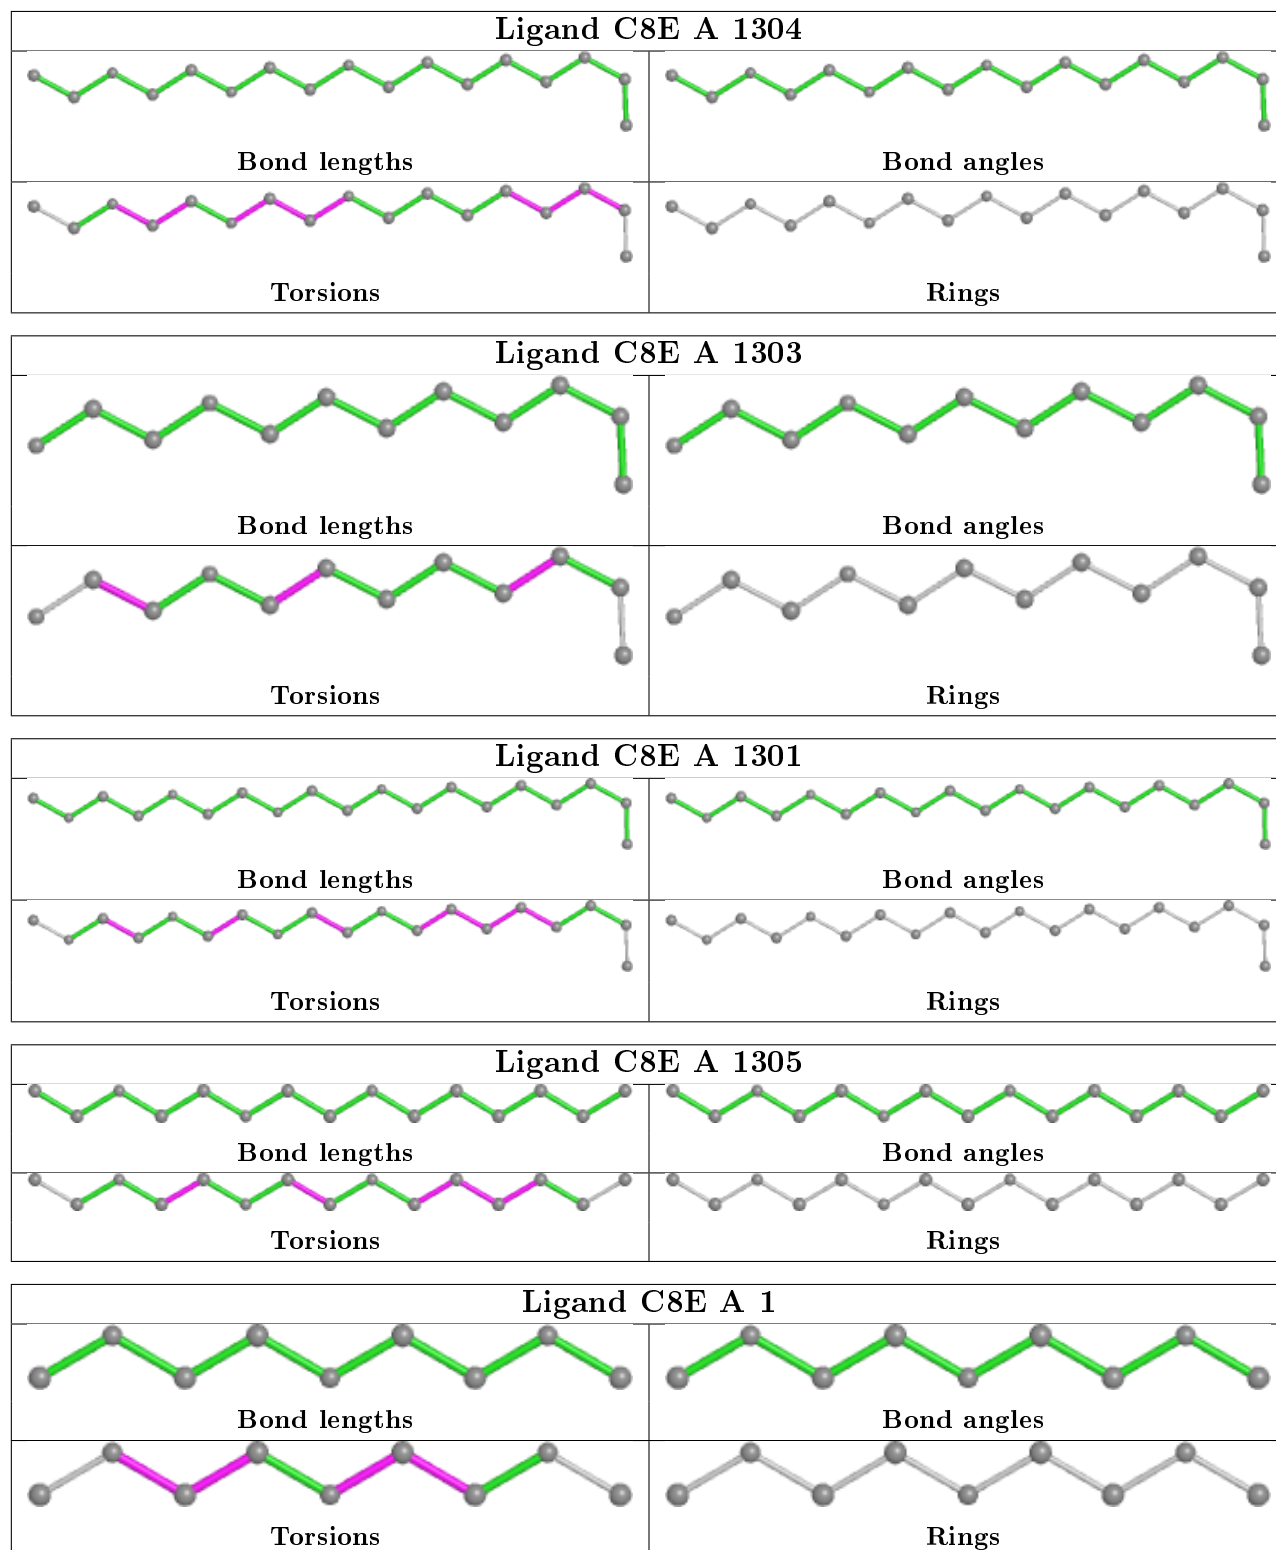 Ligand C8E A 1304
Bond lengths
Bond angles
Torsions
Rings
Ligand C8E A 1303
Bond lengths
Bond angles
Torsions
Rings
Ligand C8E A 1301
Bond lengths
Bond angles
Torsions
Rings
Ligand C8E A 1305
Bond lengths
Bond angles
Torsions
Rings
Ligand C8E A 1
Bond lengths
Bond angles
Torsions
Rings